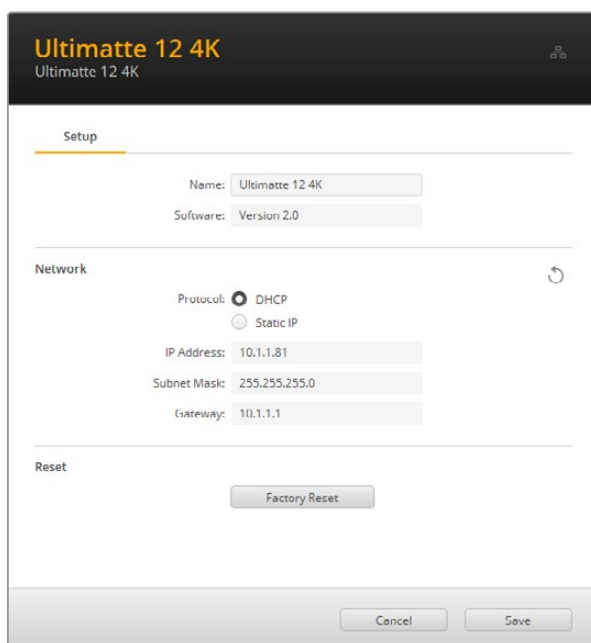 Ultimatte 12 4K
Ultimatte 12 4K
Setup
Name: Ultimatte 12 4K
Software: Version 2.0
Network
Protocol: DHCP
Static IP
IP Address: 10.1.1.81
Subnet Mask: 255.255.255.0
Gateway: 10.1.1.1
Reset
Factory Reset
Cancel Save